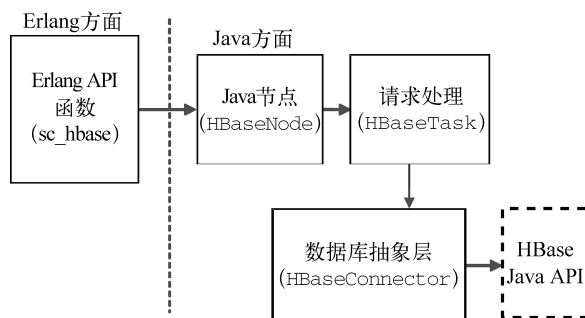 Erlang方面
Java方面
Erlang API
函数
(sc_hbase)
Java节点
(HBaseNode)
请求处理
(HBaseTask)
数据库抽象层
(HBaseConnector)
HBase
Java API